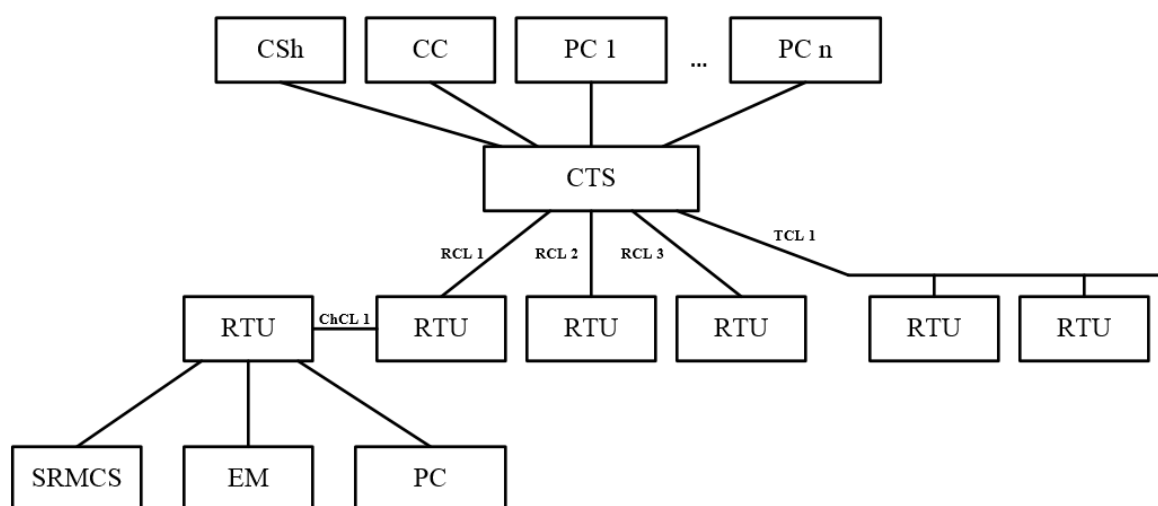 CSh
CC
PC 1
...
PC n
CTS
RCL 1
RCL 2
RCL 3
TCL 1
RTU
ChCL 1
RTU
RTU
RTU
RTU
RTU
SRMCS
EM
PC